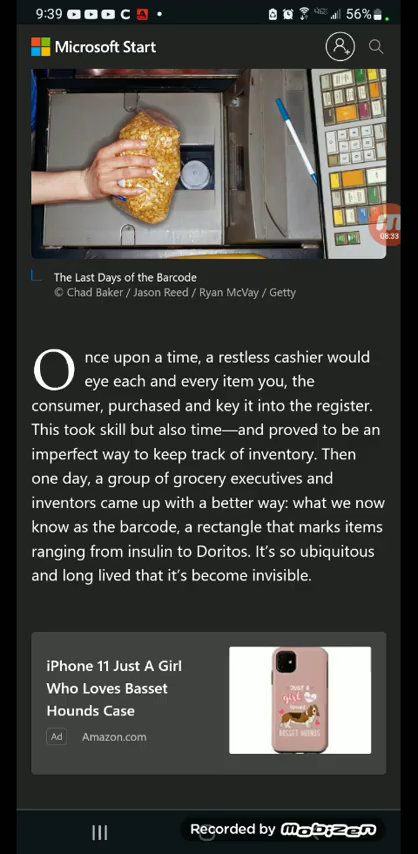 9:39
56%
Microsoft Start
08:33
The Last Days of the Barcode
© Chad Baker / Jason Reed / Ryan McVay / Getty
Once upon a time, a restless cashier would
eye each and every item you, the
consumer, purchased and key it into the register.
This took skill but also time—and proved to be an
imperfect way to keep track of inventory. Then
one day, a group of grocery executives and
inventors came up with a better way: what we now
know as the barcode, a rectangle that marks items
ranging from insulin to Doritos. It's so ubiquitous
and long lived that it's become invisible.
iPhone 11 Just A Girl
Who Loves Basset
Hounds Case
Ad Amazon.com
JUST A
girl
WHO LOVES
BASSET HOUNDS
Recorded by mobizen